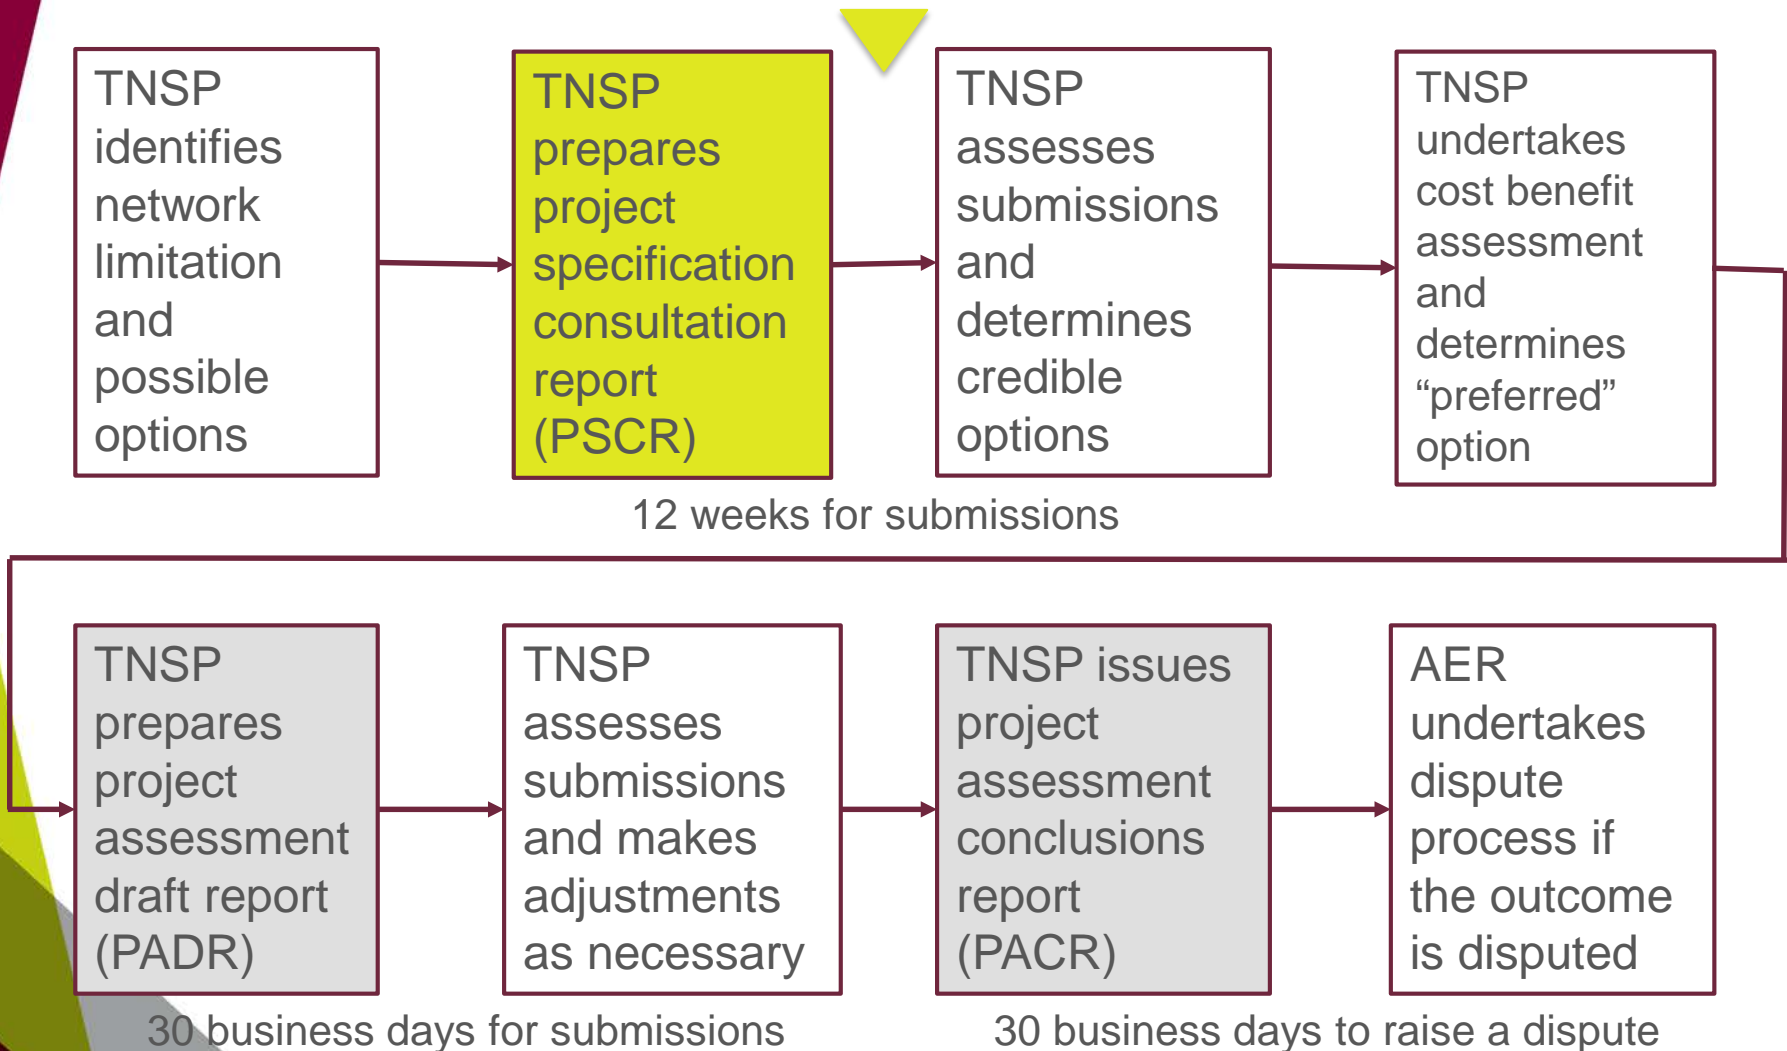 TNSP
identifies
network
limitation
and
possible
options
TNSP
prepares
project
specification
consultation
report
(PSCR)
TNSP
assesses
submissions
and
determines
credible
options
TNSP
undertakes
cost benefit
assessment
and
determines
“preferred”
option
12 weeks for submissions
TNSP
prepares
project
assessment
draft report
(PADR)
TNSP
assesses
submissions
and makes
adjustments
as necessary
TNSP issues
project
assessment
conclusions
report
(PACR)
AER
undertakes
dispute
process if
the outcome
is disputed
30 business days for submissions
30 business days to raise a dispute